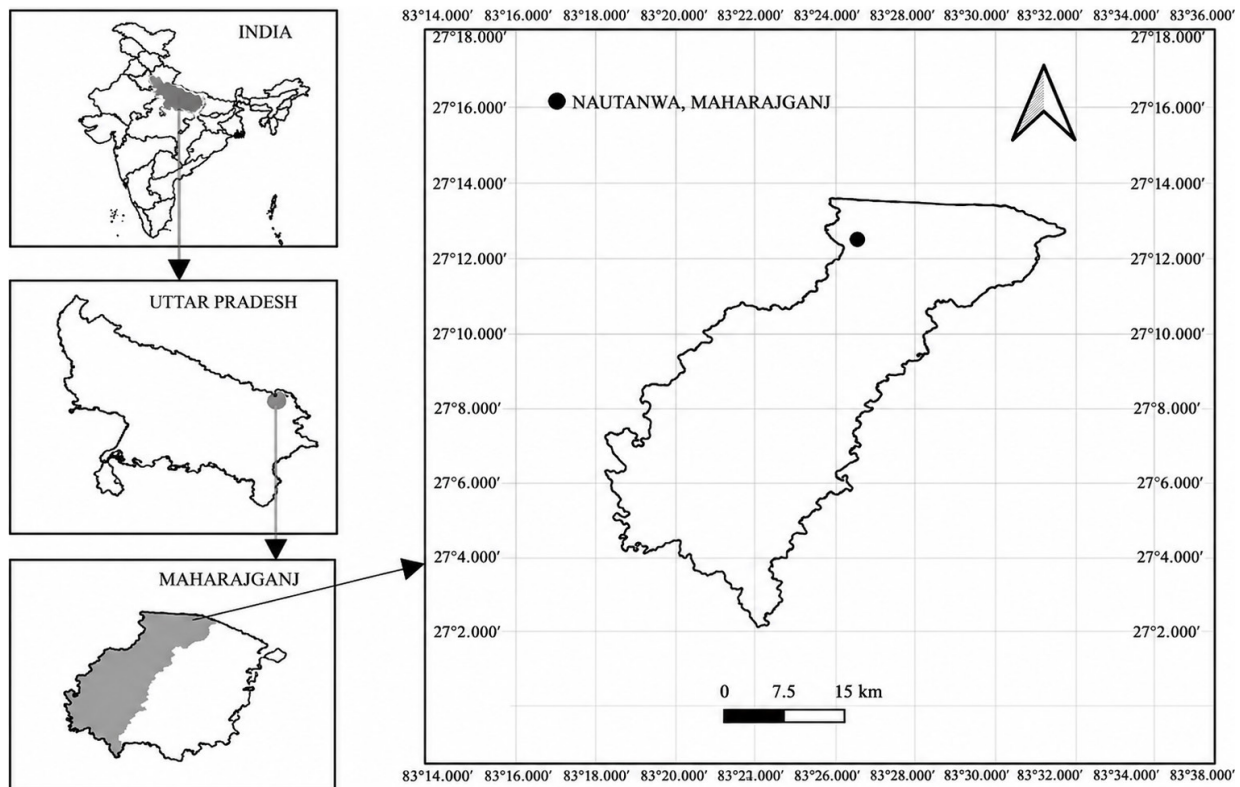 INDIA
UTTAR PRADESH
MAHARAJGANJ
83°14.000′ 83°16.000′ 83°18.000′ 83°20.000′ 83°22.000′ 83°24.000′ 83°26.000′ 83°31.000′ 83°32.000′ 83°34.000′ 83°36.000′
27°18.000′ 27°18.000′
NAUTANWA, MAHARAJGANJ
27°16.000′ 27°16.000′
27°14.000′ 27°14.000′
27°12.000′ 27°12.000′
27°10.000′ 27°10.000′
27°8.000′ 27°8.000′
27°6.000′ 27°6.000′
27°4.000′ 27°4.000′
27°2.000′ 27°2.000′
0 7.5 15 km
83°14.000′ 83°16.000′ 83°18.000′ 83°20.000′ 83°21.000′ 83°24.000′ 83°26.000′ 83°28.000′ 83°30.000′ 83°32.000′ 83°34.000′ 83°38.000′